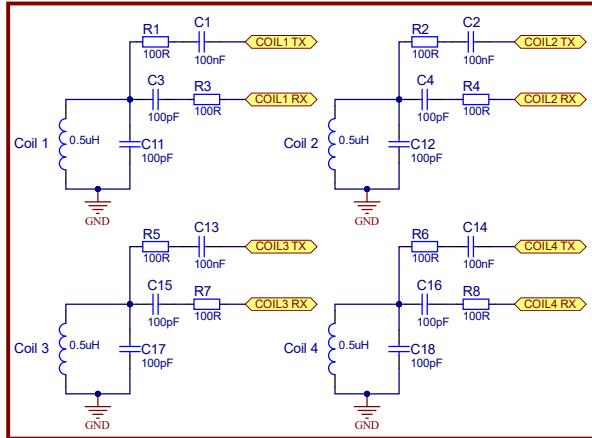 R1 C1 R2 C2
COIL1 TX COIL2 TX
100R 100nF 100R 100nF
C3 R3 C4 R4
COIL1 RX COIL2 RX
100pF 100R 100pF 100R
Coil 1 0.5uH C11 Coil 2 0.5uH C12
100pF 100pF
GND GND
R5 C13 R6 C14
COIL3 TX COIL4 TX
100R 100nF 100R 100nF
C15 R7 C16 R8
COIL3 RX COIL4 RX
100pF 100R 100pF 100R
Coil 3 0.5uH C17 Coil 4 0.5uH C18
100pF 100pF
GND GND